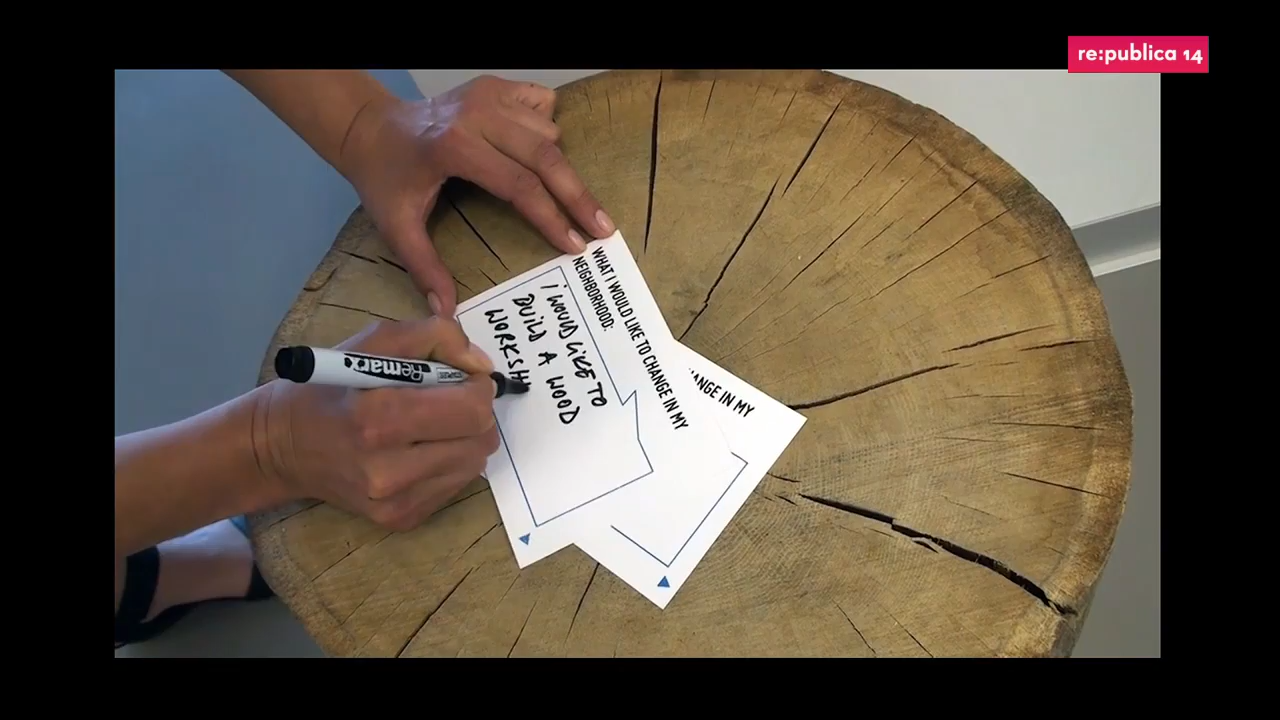 re:publica 14
WHAT I WOULD LIKE TO CHANGE IN MY
NEIGHBORHOOD:
i WOULD LIKE TO
BUILD A WOOD
WORKSH
ANGE IN MY
Remarx